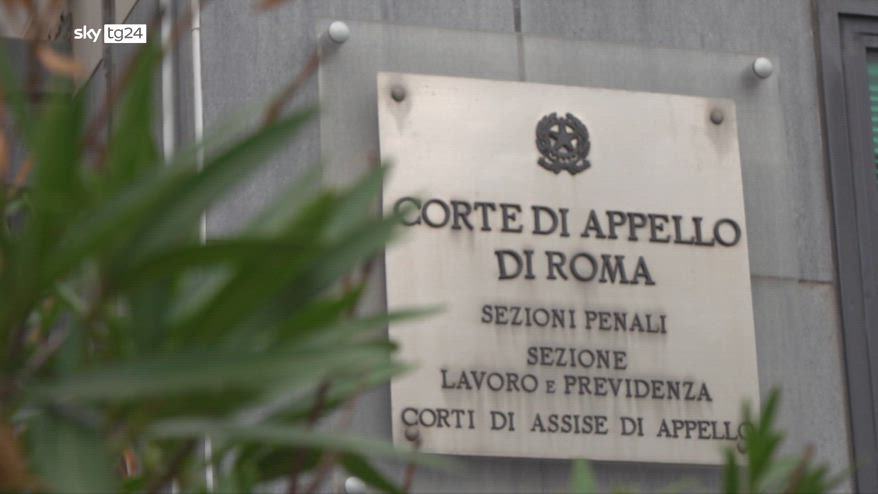 sky tg24
CORTE DI APPELLO
DI ROMA
SEZIONI PENALI
SEZIONE
LAVORO E PREVIDENZA
CORTI DI ASSISE DI APPELLO